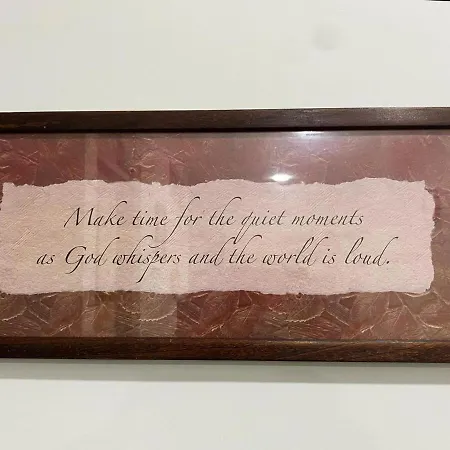 Make time for the quiet moments
as God whispers and the world is loud.